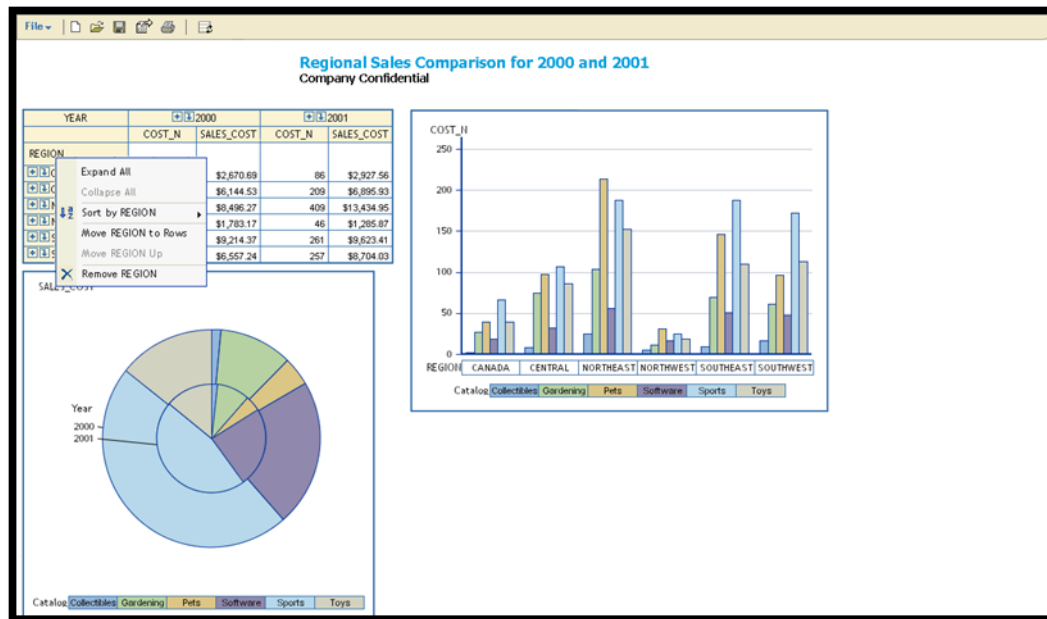 File
Regional Sales Comparison for 2000 and 2001
Company Confidential
YEAR 2000 2001
COST_N SALES_COST COST_N SALES_COST
REGION
$2,670.69 86 $2,927.56
$6,144.53 209 $6,895.93
$8,496.27 409 $13,434.95
$1,783.17 46 $1,285.87
$9,214.37 261 $9,623.41
$6,557.24 257 $8,704.03
Expand All
Collapse All
Sort by REGION
Move REGION to Rows
Move REGION Up
Remove REGION
SALES_COST
Year
2000
2001
Catalog Collectibles Gardening Pets Software Sports Toys
COST_N
250
200
150
100
50
0
REGION CANADA CENTRAL NORTHEAST NORTHWEST SOUTHEAST SOUTHWEST
Catalog Collectibles Gardening Pets Software Sports Toys